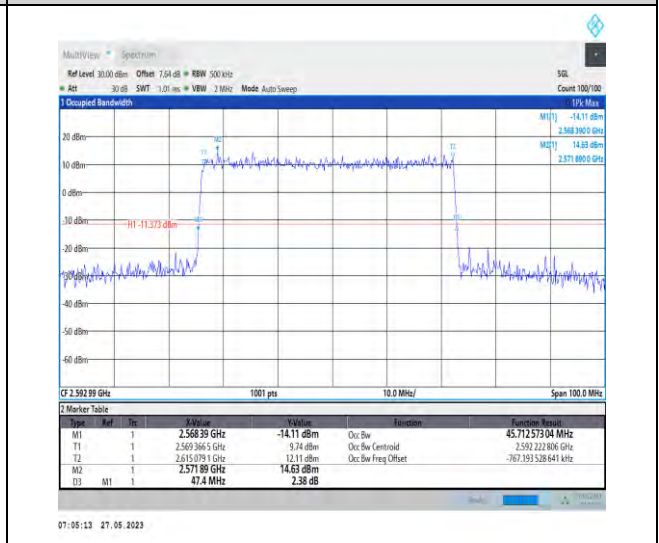 MultiView Spectrum
Ref Level 30.00 dBm Offset 7.64 dB RBW 500 kHz SGL
Att 30 dB SWT 1.01 ms VBW 2 MHz Mode Auto Sweep Count 100/100
1 Occupied Bandwidth 1Pk Max
M1[1] -14.11 dBm
2.568 390 0 GHz
M2[1] 14.63 dBm
2.571 890 0 GHz
20 dBm
M2
T1 T2
10 dBm
0 dBm
-10 dBm
H1 -11.373 dBm
-20 dBm
-30 dBm
-40 dBm
-50 dBm
-60 dBm
CF 2.592 99 GHz 1001 pts 10.0 MHz/ Span 100.0 MHz
2 Marker Table
Type Ref Trc X-Value Y-Value Function Function Result
M1 1 2.568 39 GHz -14.11 dBm Occ Bw 45.712 573 04 MHz
T1 1 2.569 366 5 GHz 9.74 dBm Occ Bw Centroid 2.592 222 806 GHz
T2 1 2.615 079 1 GHz 12.11 dBm Occ Bw Freq Offset -767.193 528 641 kHz
M2 1 2.571 89 GHz 14.63 dBm
D3 M1 1 47.4 MHz 2.38 dB
07:05:13 27.05.2023